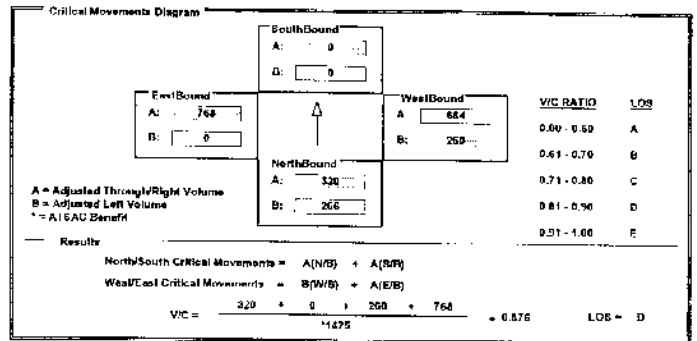 Critical Movements Diagram
SouthBound
A: 0
B: 0
EastBound
A: 768
B: 0
WestBound
A 684
B: 260
NorthBound
A: 320
B: 266
V/C RATIO LOS
0.00 - 0.60 A
0.61 - 0.70 B
0.71 - 0.80 C
0.81 - 0.90 D
0.91 - 1.00 E
A = Adjusted Through/Right Volume
B = Adjusted Left Volume
* = ATSAC Benefit
Results
North/South Critical Movements = A(N/B) + A(S/B)
West/East Critical Movements = B(W/B) + A(E/B)
V/C = 320 + 0 + 260 + 768 = 0.876 LOS = D
*1425